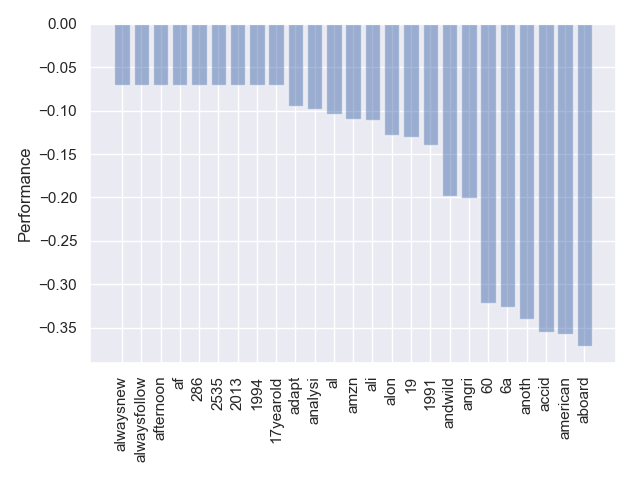 0.00
−0.05
−0.10
−0.15
−0.20
−0.25
−0.30
−0.35
Performance
alwaysnew
alwaysfollow
afternoon
af
286
2535
2013
1994
17yearold
adapt
analysi
al
amzn
ali
alon
19
1991
andwild
angri
60
6a
anoth
accid
american
aboard